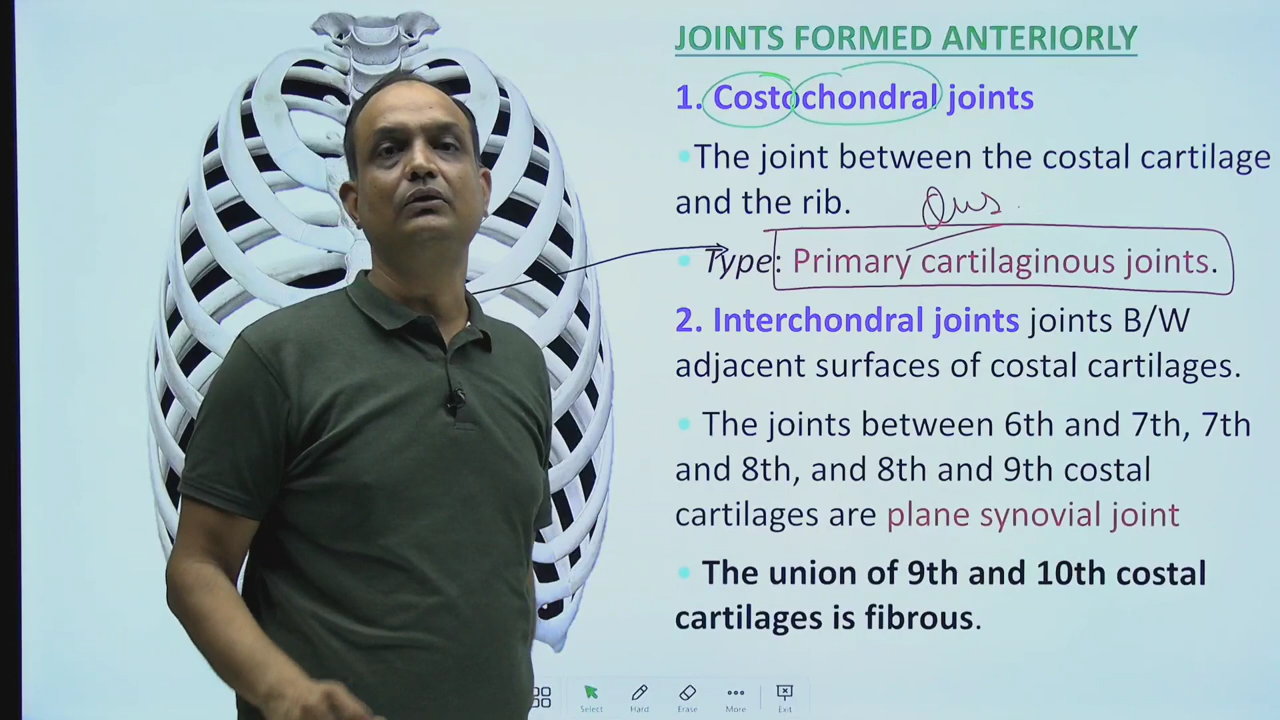 JOINTS FORMED ANTERIORLY
1. Costochondral joints
•The joint between the costal cartilage
and the rib.
Ques
• Type: Primary cartilaginous joints.
2. Interchondral joints joints B/W
adjacent surfaces of costal cartilages.
• The joints between 6th and 7th, 7th
and 8th, and 8th and 9th costal
cartilages are plane synovial joint
• The union of 9th and 10th costal
cartilages is fibrous.
Select Hard Erase More Exit